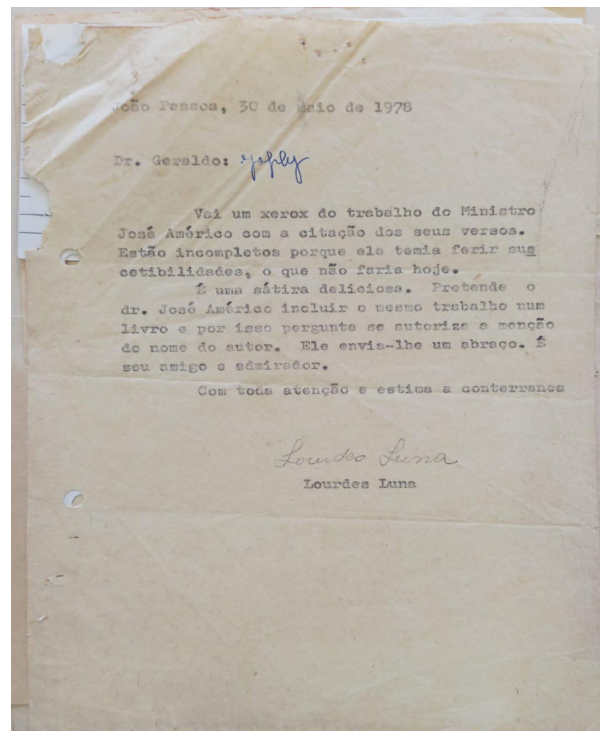 João Pessoa, 30 de maio de 1978
Dr. Geraldo:
Vai um xerox do trabalho do Ministro
José Américo com a citação dos seus versos.
Estão incompletos porque ele temia ferir sus
cetibilidades, o que não faria hoje.
É uma sátira deliciosa. Pretende o
dr. José Américo incluir o mesmo trabalho num
livro e por isso pergunta se autoriza a menção
do nome do autor. Ele envia-lhe um abraço. É
seu amigo e admirador.
Com toda atenção e estima a conterranea
Lourdes Luna
Lourdes Luna